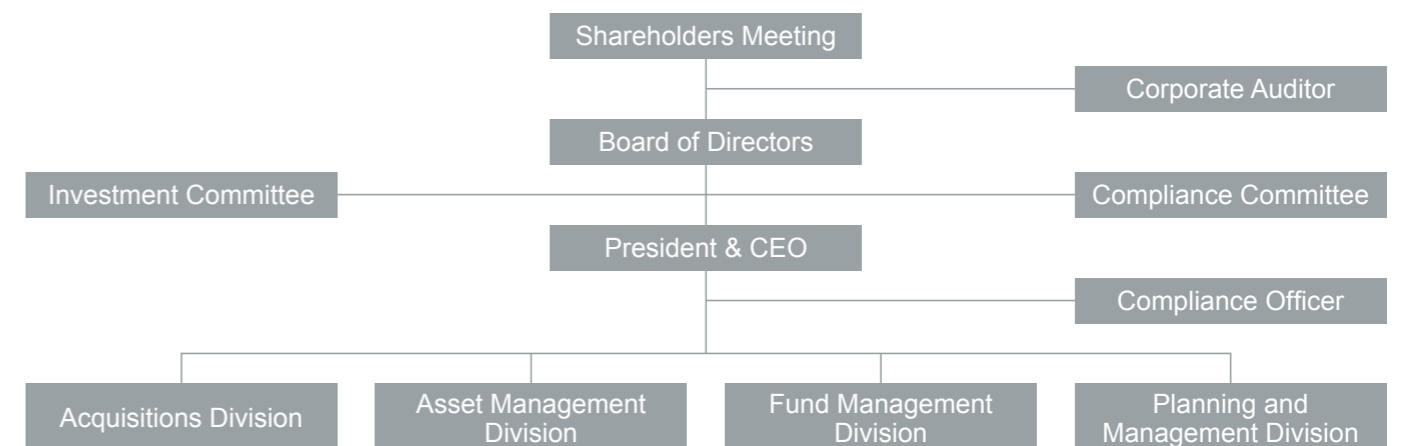 Shareholders Meeting
Corporate Auditor
Board of Directors
Investment Committee
Compliance Committee
President & CEO
Compliance Officer
Acquisitions Division
Asset Management
Division
Fund Management
Division
Planning and
Management Division